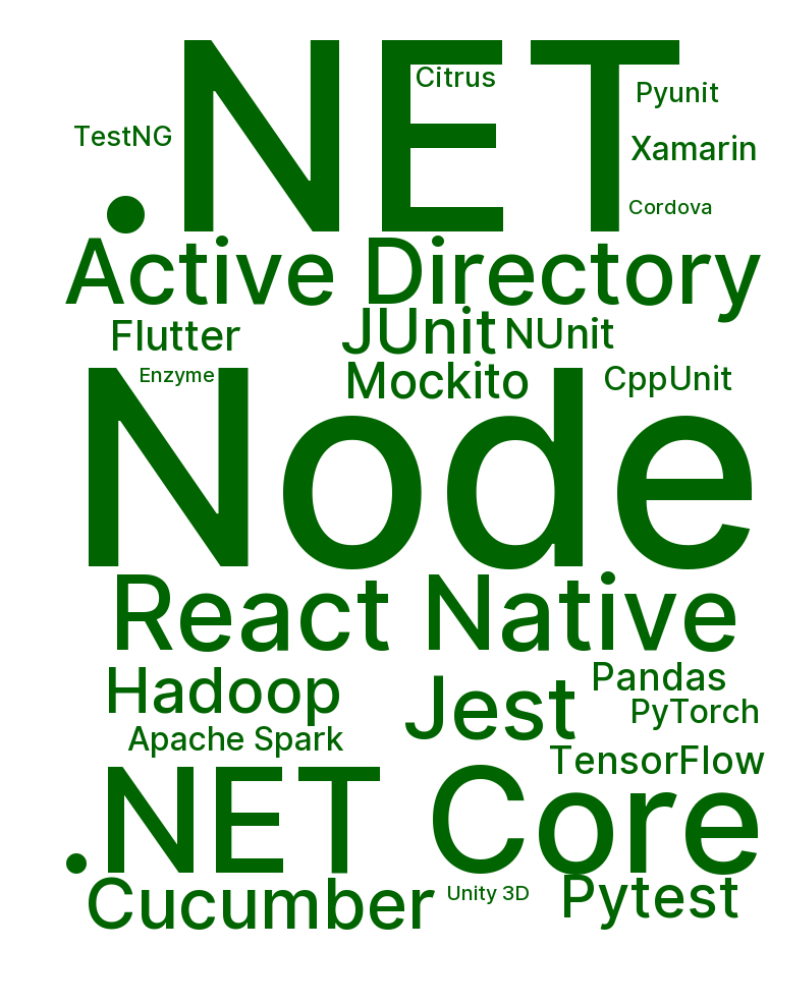 .NET
Citrus
Pyunit
TestNG
Xamarin
Cordova
Active Directory
Flutter
JUnit
NUnit
Enzyme
Mockito
CppUnit
Node
React Native
Hadoop
Jest
Pandas
PyTorch
Apache Spark
TensorFlow
.NET Core
Cucumber
Unity 3D
Pytest